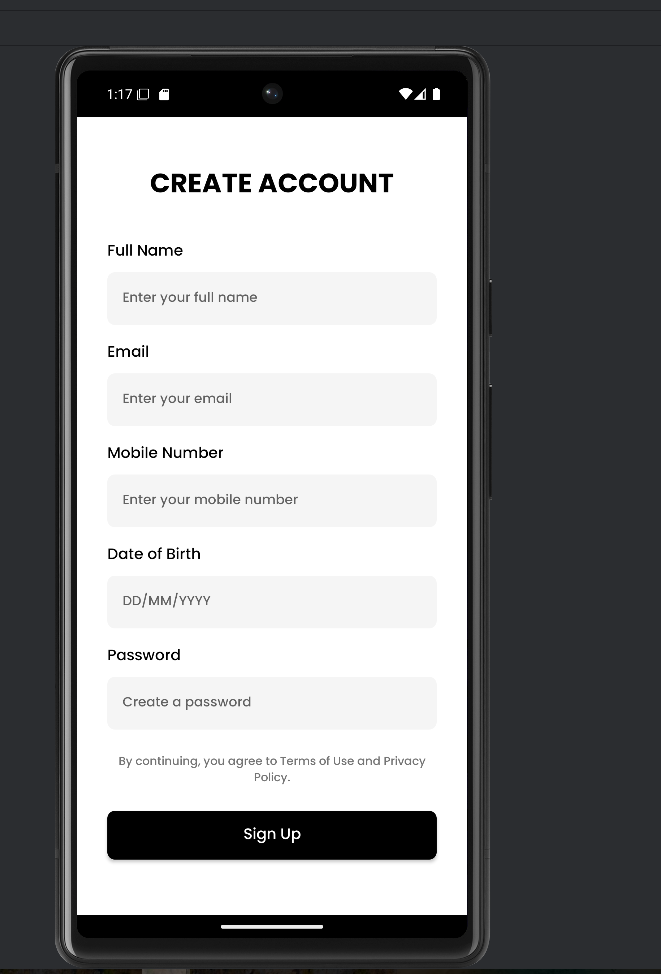 1:17
CREATE ACCOUNT
Full Name
Enter your full name
Email
Enter your email
Mobile Number
Enter your mobile number
Date of Birth
DD/MM/YYYY
Password
Create a password
By continuing, you agree to Terms of Use and Privacy
Policy.
Sign Up